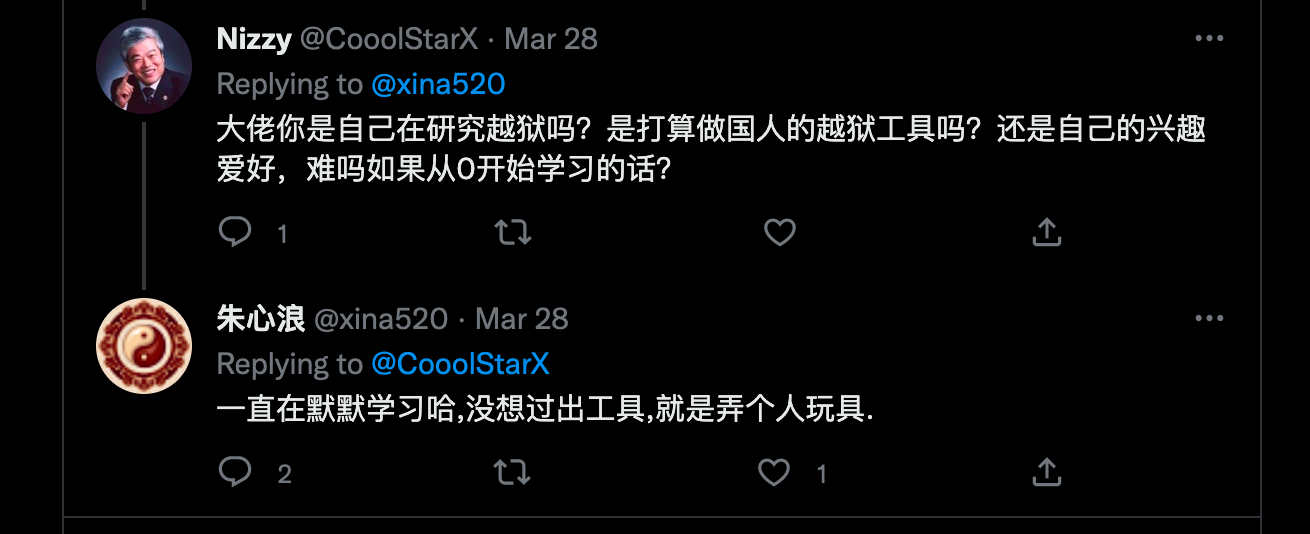 Nizzy @CooolStarX · Mar 28
Replying to @xina520
大佬你是自己在研究越狱吗？是打算做国人的越狱工具吗？还是自己的兴趣
爱好，难吗如果从0开始学习的话？
1
朱心浪 @xina520 · Mar 28
Replying to @CooolStarX
一直在默默学习哈,没想过出工具,就是弄个人玩具.
2 1